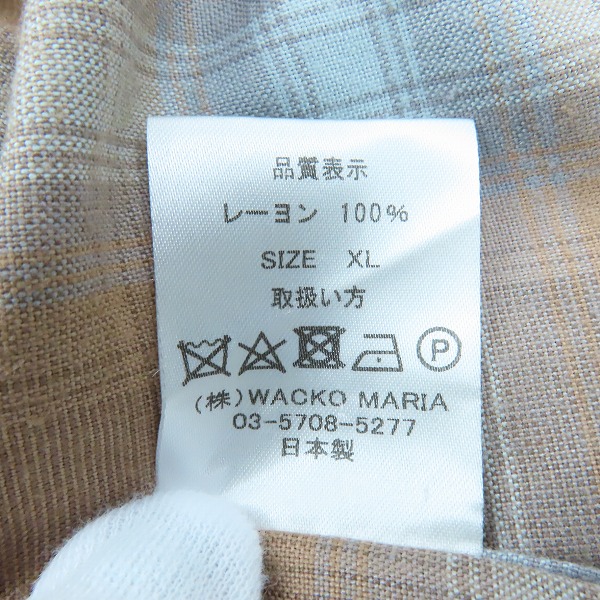 品質表示
レーヨン 100%
SIZE XL
取扱い方
P
(株) WACKO MARIA
03-5708-5277
日本製